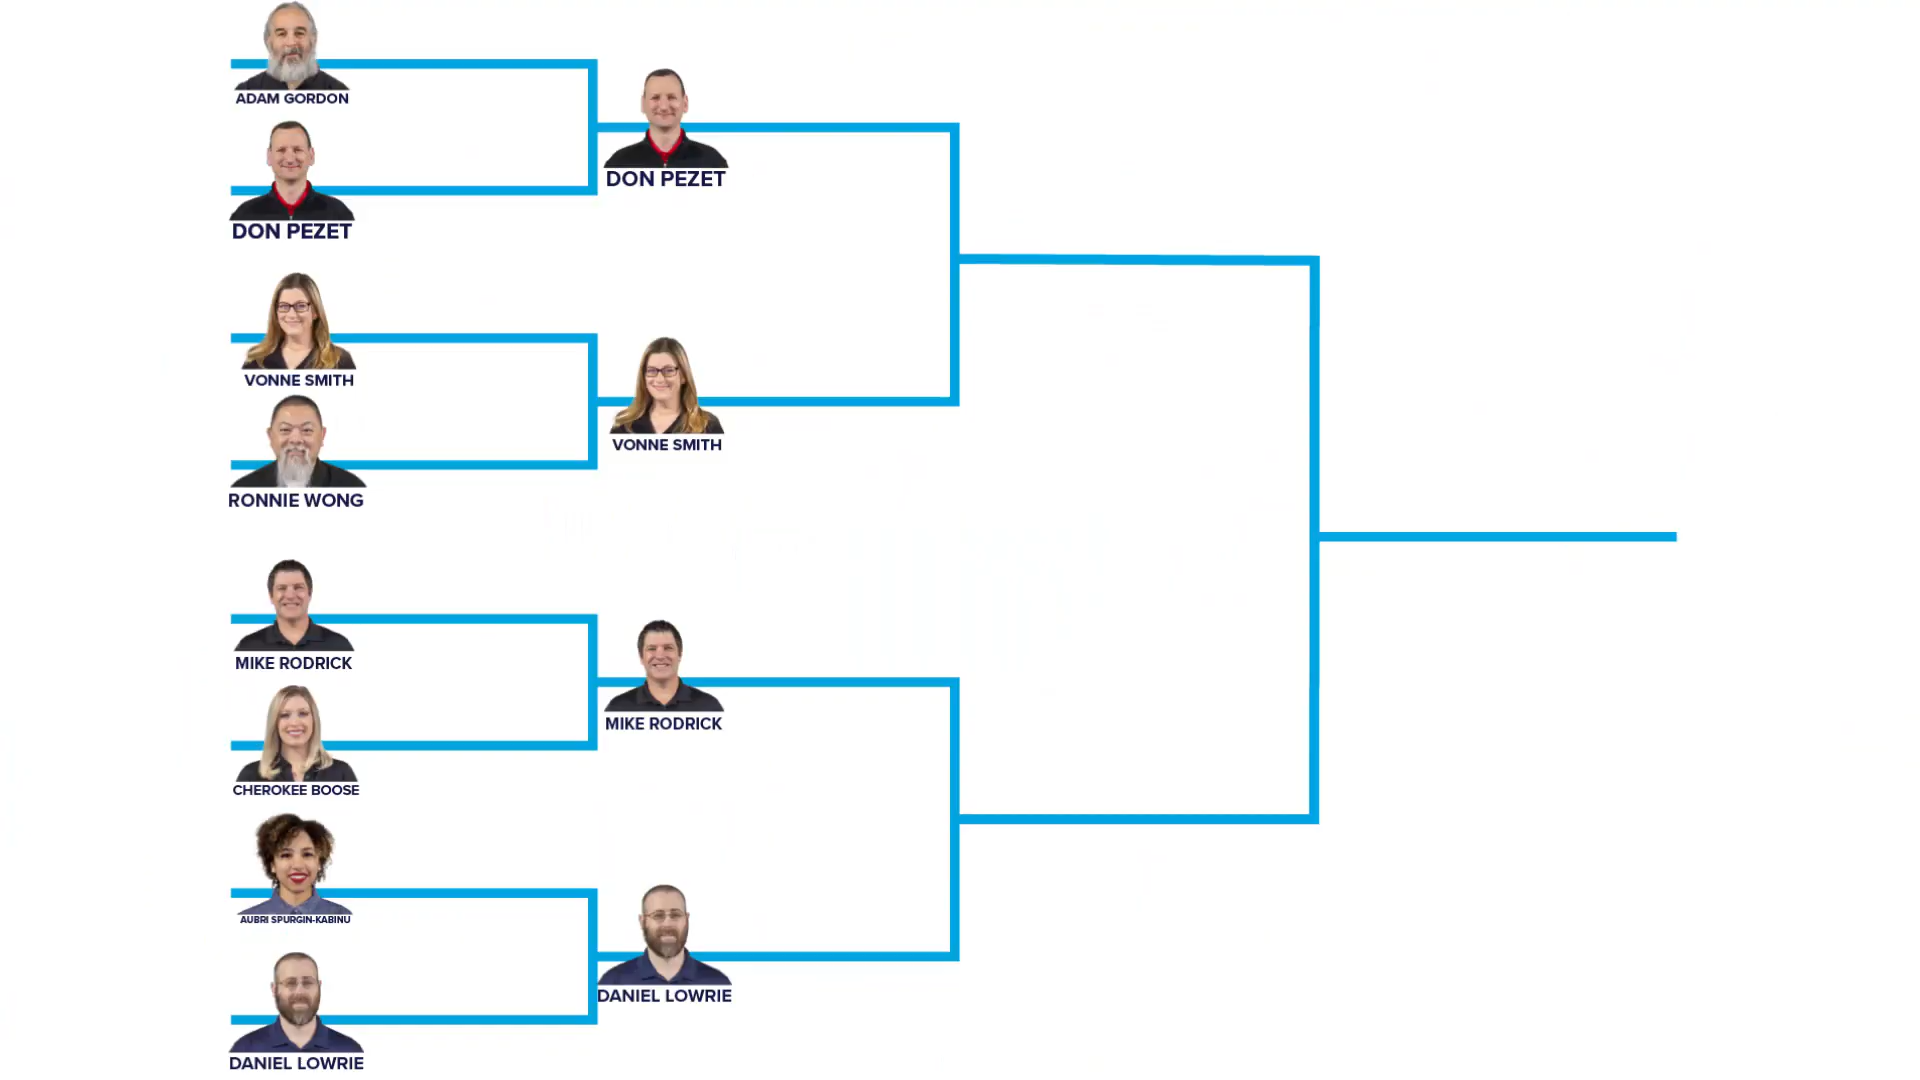 ADAM GORDON
DON PEZET
DON PEZET
VONNE SMITH
VONNE SMITH
RONNIE WONG
MIKE RODRICK
MIKE RODRICK
CHEROKEE BOOSE
AUBRI SPURGIN-KABINU
DANIEL LOWRIE
DANIEL LOWRIE